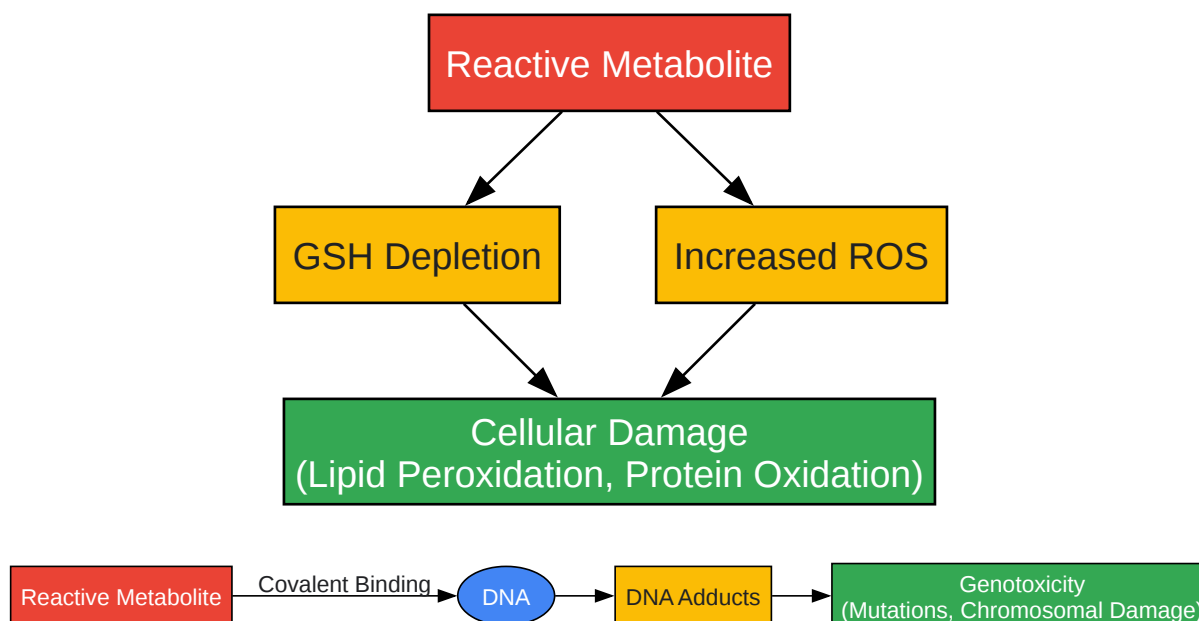 Reactive Metabolite
GSH Depletion
Increased ROS
Cellular Damage
(Lipid Peroxidation, Protein Oxidation)
Reactive Metabolite
Covalent Binding
DNA
DNA Adducts
Genotoxicity
(Mutations, Chromosomal Damage)